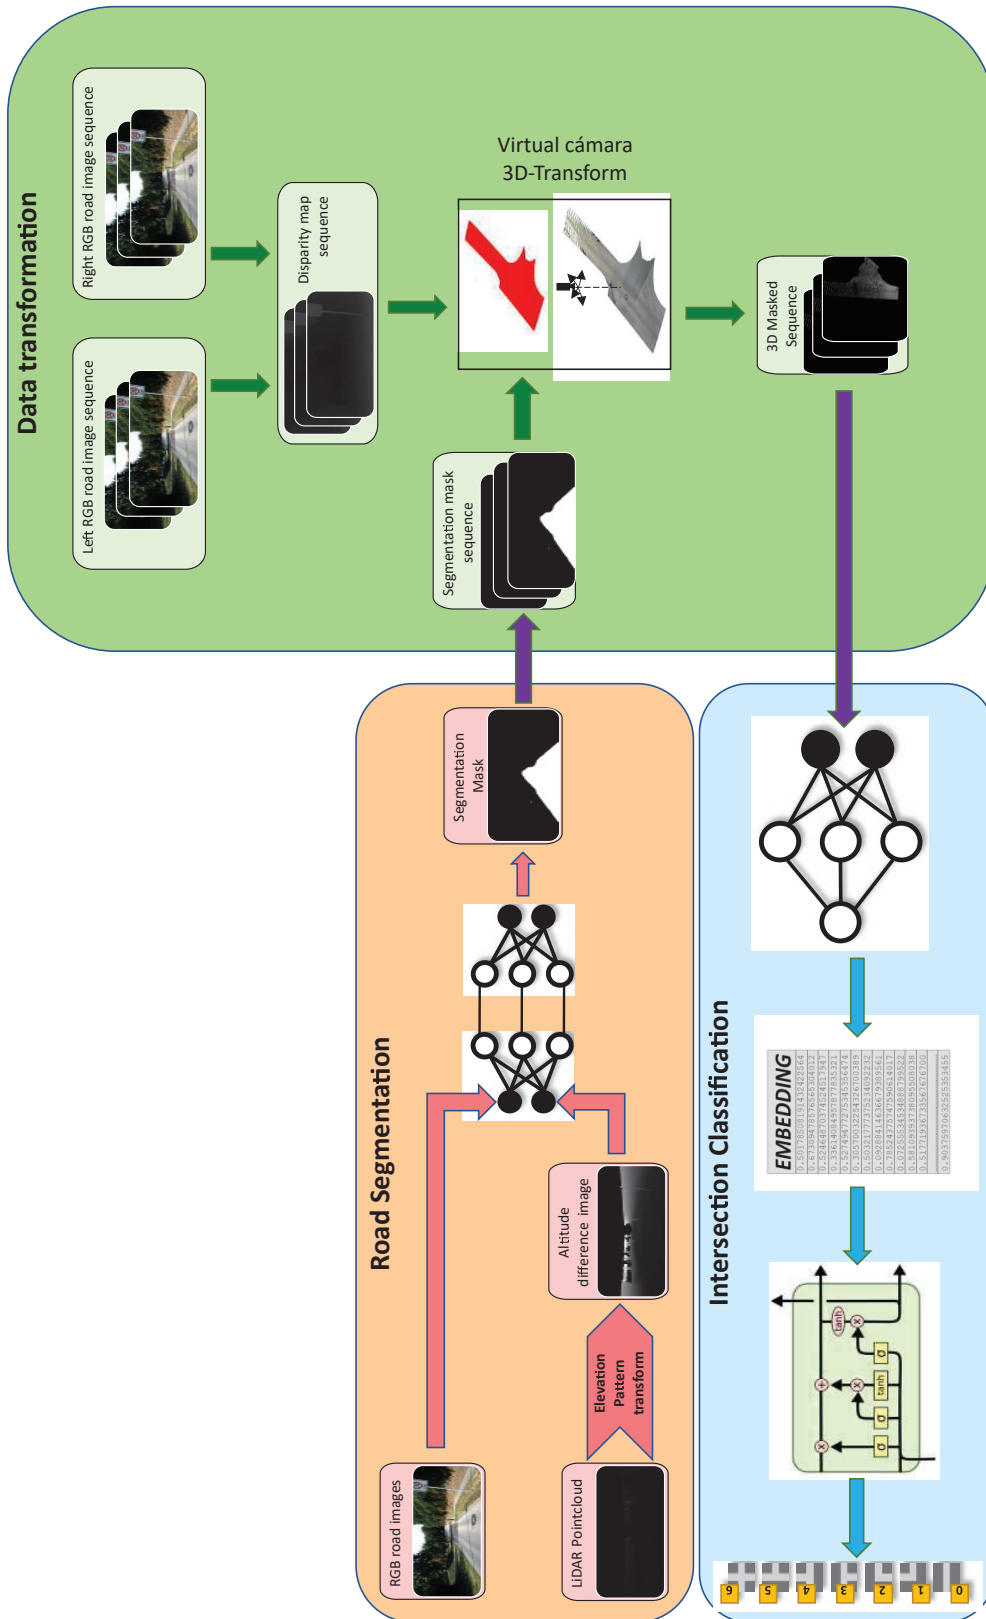 Data transformation
Left RGB road image sequence
Right RGB road image sequence
Disparity map
sequence
Segmentation mask
sequence
Virtual cámara
3D-Transform
3D Masked
Sequence
Road Segmentation
RGB road images
LiDAR Pointcloud
Elevation
Pattern
transform
Altitude
difference image
Segmentation
Mask
Intersection Classification
EMBEDDING
tanh
σ
σ
tanh
σ
6
5
4
3
2
1
0